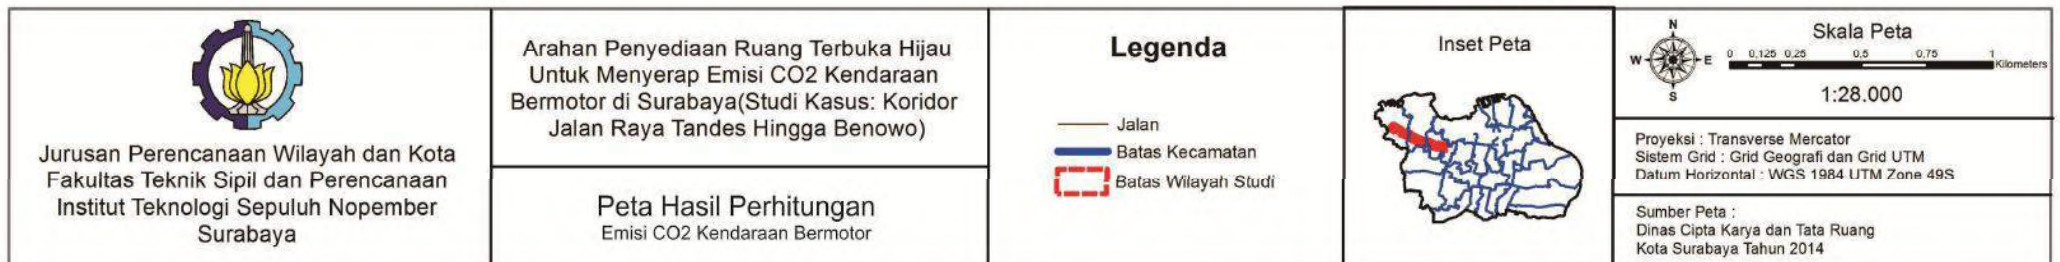 Jurusan Perencanaan Wilayah dan Kota
Fakultas Teknik Sipil dan Perencanaan
Institut Teknologi Sepuluh Nopember
Surabaya
Arahan Penyediaan Ruang Terbuka Hijau
Untuk Menyerap Emisi CO2 Kendaraan
Bermotor di Surabaya(Studi Kasus: Koridor
Jalan Raya Tandes Hingga Benowo)
Peta Hasil Perhitungan
Emisi CO2 Kendaraan Bermotor
Legenda
Jalan
Batas Kecamatan
Batas Wilayah Studi
Inset Peta
N
W E
S
Skala Peta
0 0,125 0,25 0,5 0,75 1
Kilometers
1:28.000
Proyeksi : Transverse Mercator
Sistem Grid : Grid Geografi dan Grid UTM
Datum Horizontal : WGS 1984 UTM Zone 49S
Sumber Peta :
Dinas Cipta Karya dan Tata Ruang
Kota Surabaya Tahun 2014